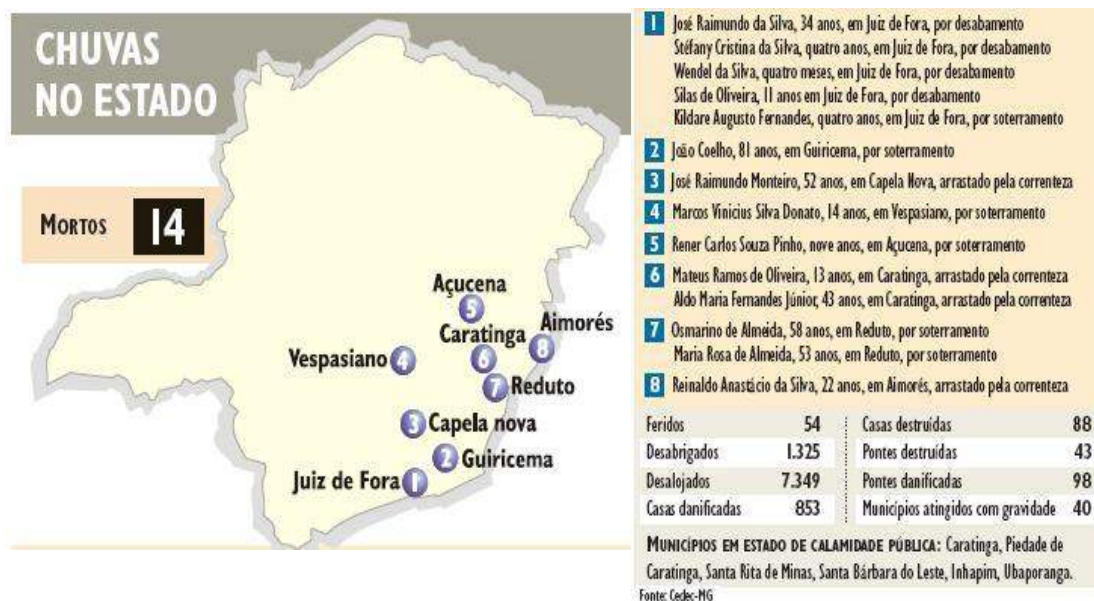 CHUVAS
NO ESTADO
MORTOS 14
Açucena
5
Caratinga
6
Aimorés
8
Vespasiano 4
7 Reduto
3 Capela nova
2 Guiricema
Juiz de Fora 1
1 José Raimundo da Silva, 34 anos, em Juiz de Fora, por desabamento
Stéfany Cristina da Silva, quatro anos, em Juiz de Fora, por desabamento
Wendel da Silva, quatro meses, em Juiz de Fora, por desabamento
Silas de Oliveira, 11 anos em Juiz de Fora, por desabamento
Kildare Augusto Fernandes, quatro anos, em Juiz de Fora, por soterramento
2 João Coelho, 81 anos, em Guiricema, por soterramento
3 José Raimundo Monteiro, 52 anos, em Capela Nova, arrastado pela correnteza
4 Marcos Vinicius Silva Donato, 14 anos, em Vespasiano, por soterramento
5 Rener Carlos Souza Pinho, nove anos, em Açucena, por soterramento
6 Mateus Ramos de Oliveira, 13 anos, em Caratinga, arrastado pela correnteza
Aldo Maria Fernandes Júnior, 43 anos, em Caratinga, arrastado pela correnteza
7 Osmarino de Almeida, 58 anos, em Reduto, por soterramento
Maria Rosa de Almeida, 53 anos, em Reduto, por soterramento
8 Reinaldo Anastácio da Silva, 22 anos, em Aimorés, arrastado pela correnteza
Feridos 54 Casas destruídas 88
Desabrigados 1.325 Pontes destruídas 43
Desalojados 7.349 Pontes danificadas 98
Casas danificadas 853 Municípios atingidos com gravidade 40
MUNICÍPIOS EM ESTADO DE CALAMIDADE PÚBLICA: Caratinga, Piedade de
Caratinga, Santa Rita de Minas, Santa Bárbara do Leste, Inhapim, Ubaporanga.
Fonte: Cedec-MG